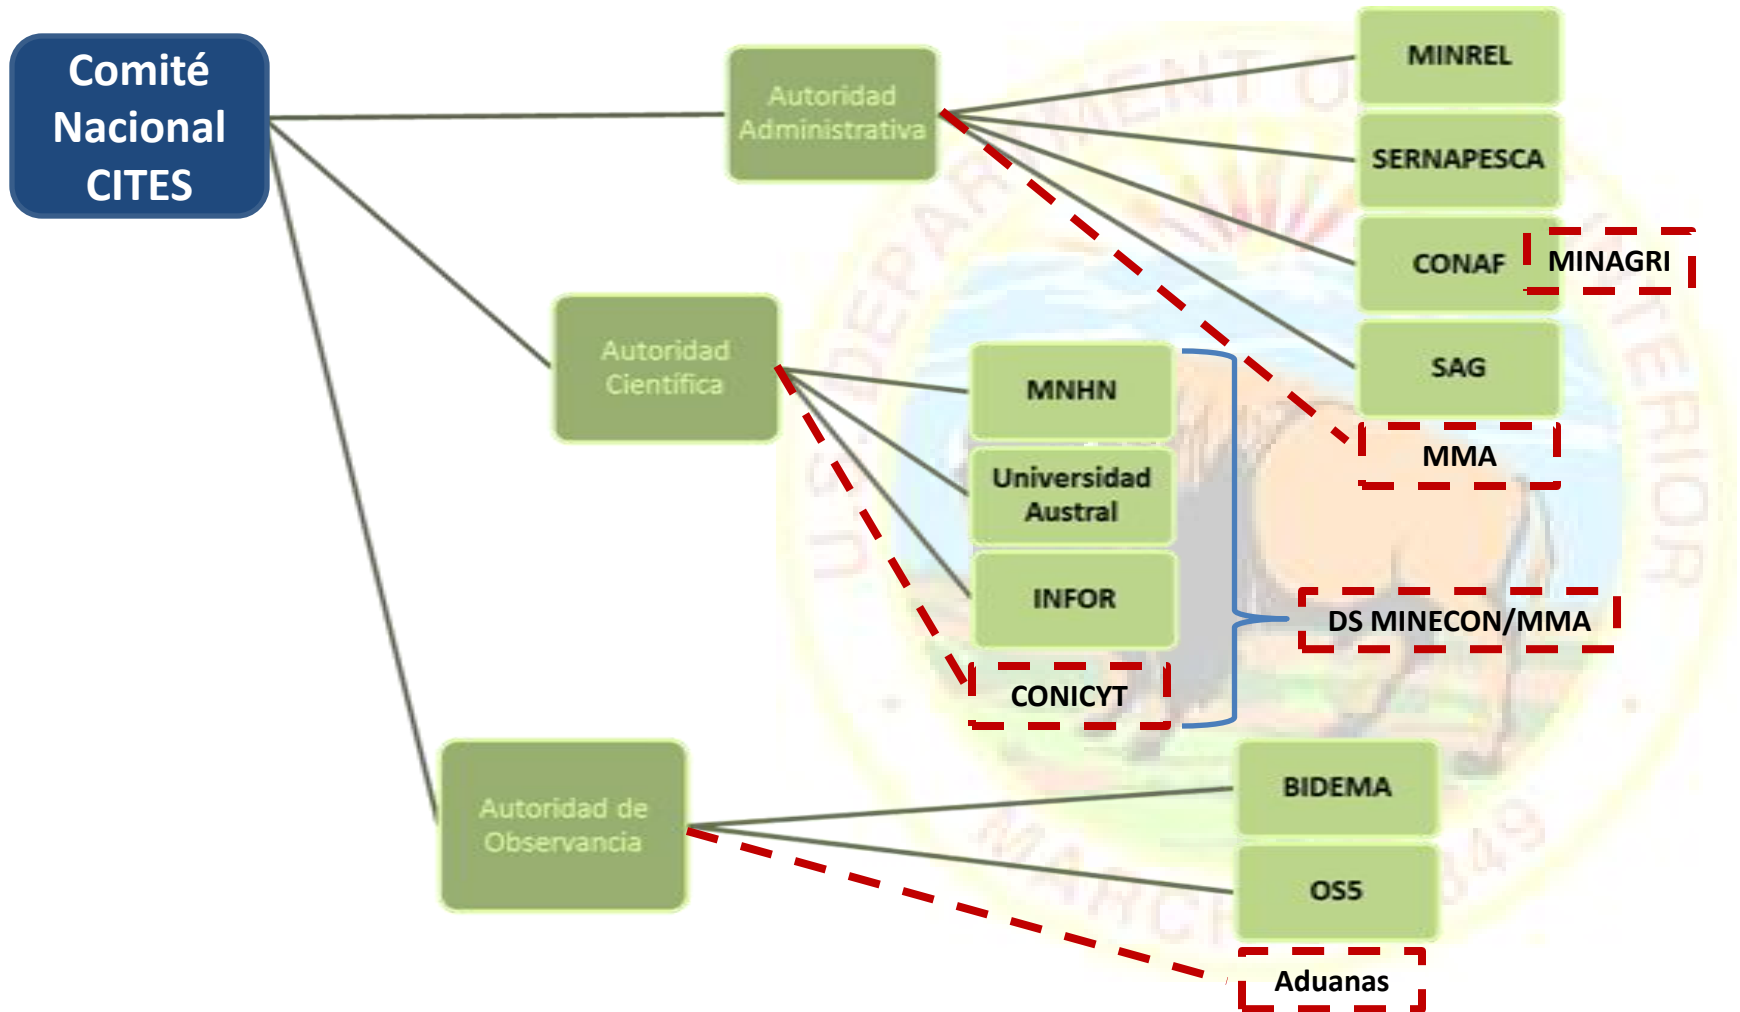 Comité
Nacional
CITES
Autoridad
Administrativa
MINREL
SERNAPESCA
CONAF
MINAGRI
SAG
MMA
Autoridad
Científica
MNHN
Universidad
Austral
INFOR
CONICYT
DS MINECON/MMA
Autoridad de
Observancia
BIDEMA
OS5
Aduanas